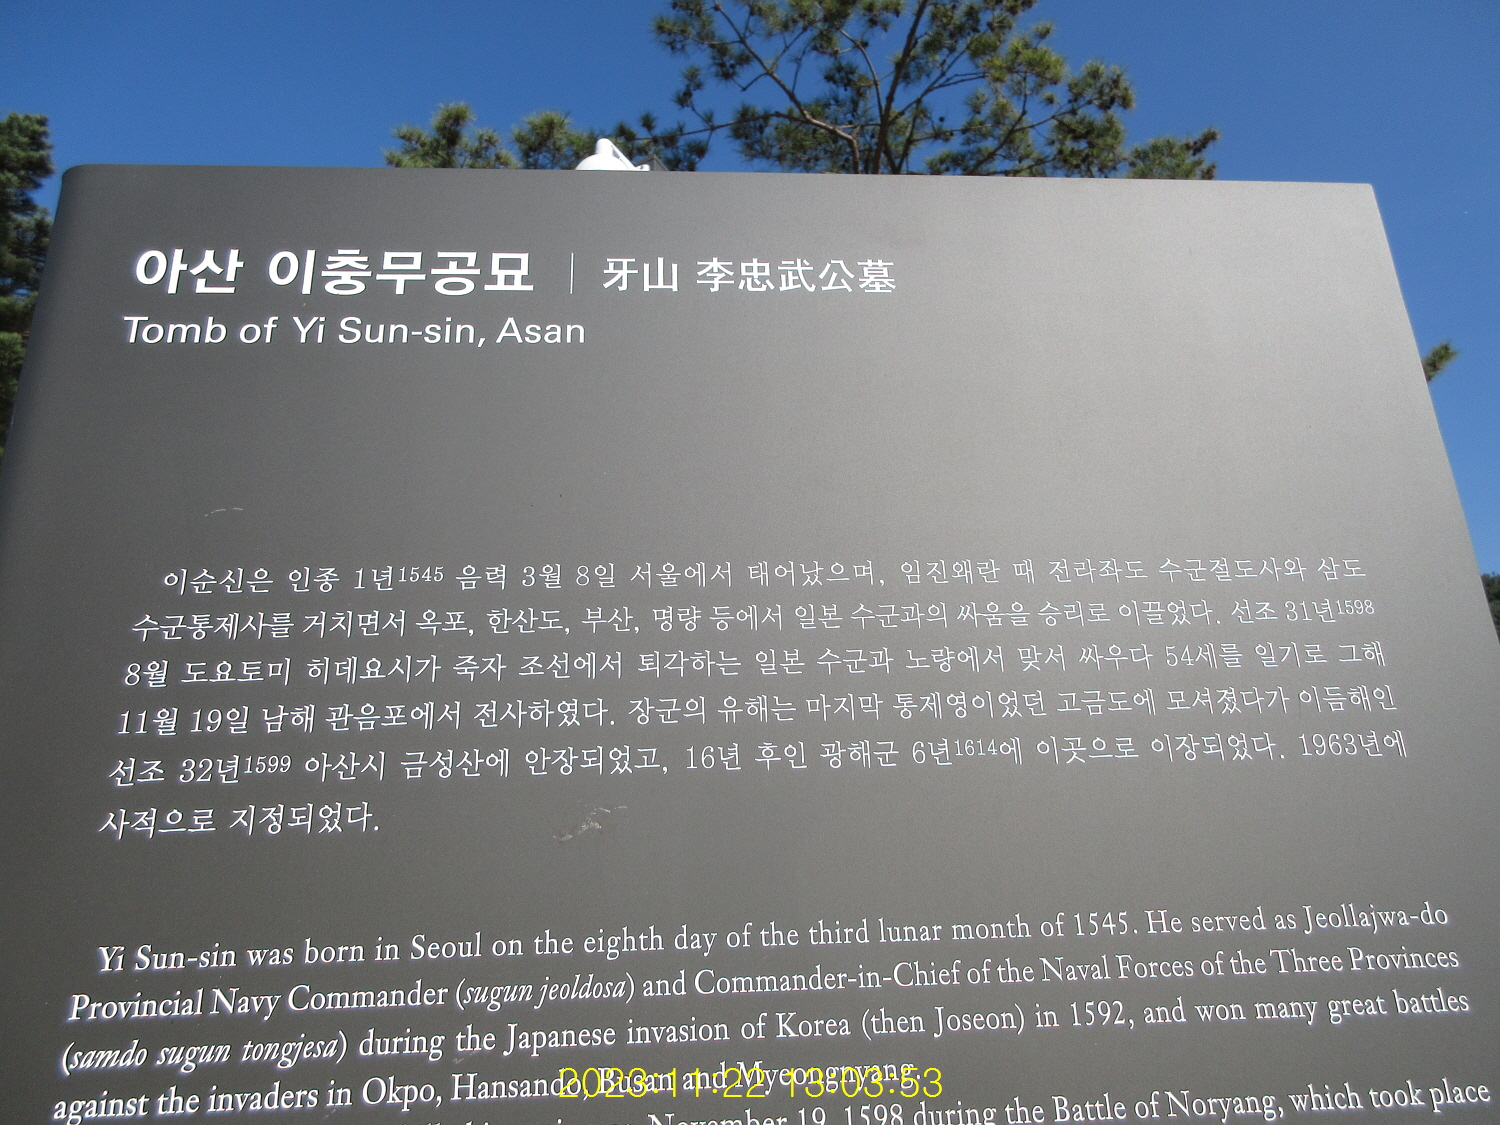 아산 이충무공묘 | 牙山 李忠武公墓
Tomb of Yi Sun-sin, Asan
이순신은 인종 1년1545 음력 3월 8일 서울에서 태어났으며, 임진왜란 때 전라좌도 수군절도사와 삼도
수군통제사를 거치면서 옥포, 한산도, 부산, 명량 등에서 일본 수군과의 싸움을 승리로 이끌었다. 선조 31년1598
8월 도요토미 히데요시가 죽자 조선에서 퇴각하는 일본 수군과 노량에서 맞서 싸우다 54세를 일기로 그해
11월 19일 남해 관음포에서 전사하였다. 장군의 유해는 마지막 통제영이었던 고금도에 모셔졌다가 이듬해인
선조 32년1599 아산시 금성산에 안장되었고, 16년 후인 광해군 6년1614에 이곳으로 이장되었다. 1963년에
사적으로 지정되었다.
Yi Sun-sin was born in Seoul on the eighth day of the third lunar month of 1545. He served as Jeollajwa-do
Provincial Navy Commander (sugun jeoldosa) and Commander-in-Chief of the Naval Forces of the Three Provinces
(samdo sugun tongjesa) during the Japanese invasion of Korea (then Joseon) in 1592, and won many great battles
against the invaders in Okpo, Hansando, Busan and Myeongnyang.
2023:11:22 13:03:53
November 19, 1598 during the Battle of Noryang, which took place